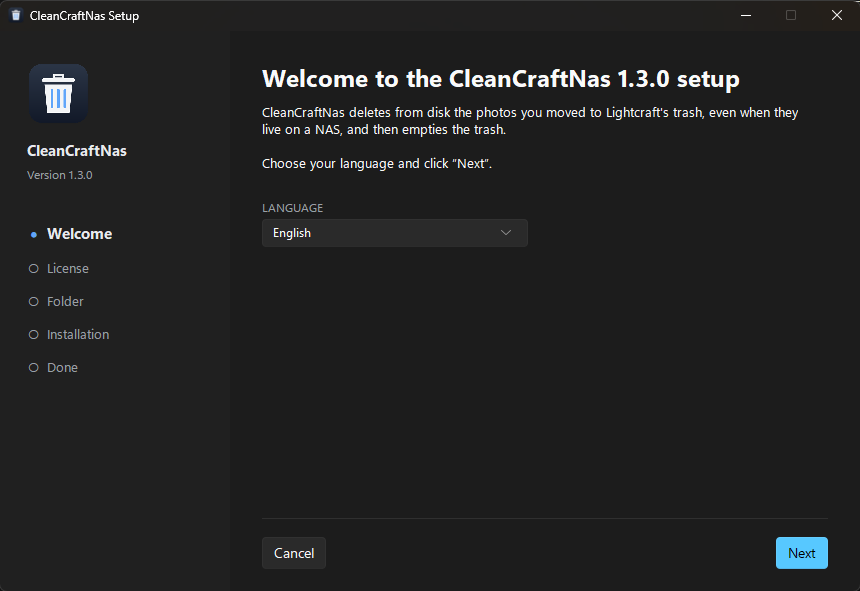 CleanCraftNas Setup
CleanCraftNas
Version 1.3.0
Welcome
License
Folder
Installation
Done
Welcome to the CleanCraftNas 1.3.0 setup
CleanCraftNas deletes from disk the photos you moved to Lightcraft's trash, even when they
live on a NAS, and then empties the trash.
Choose your language and click “Next”.
LANGUAGE
English
Cancel
Next